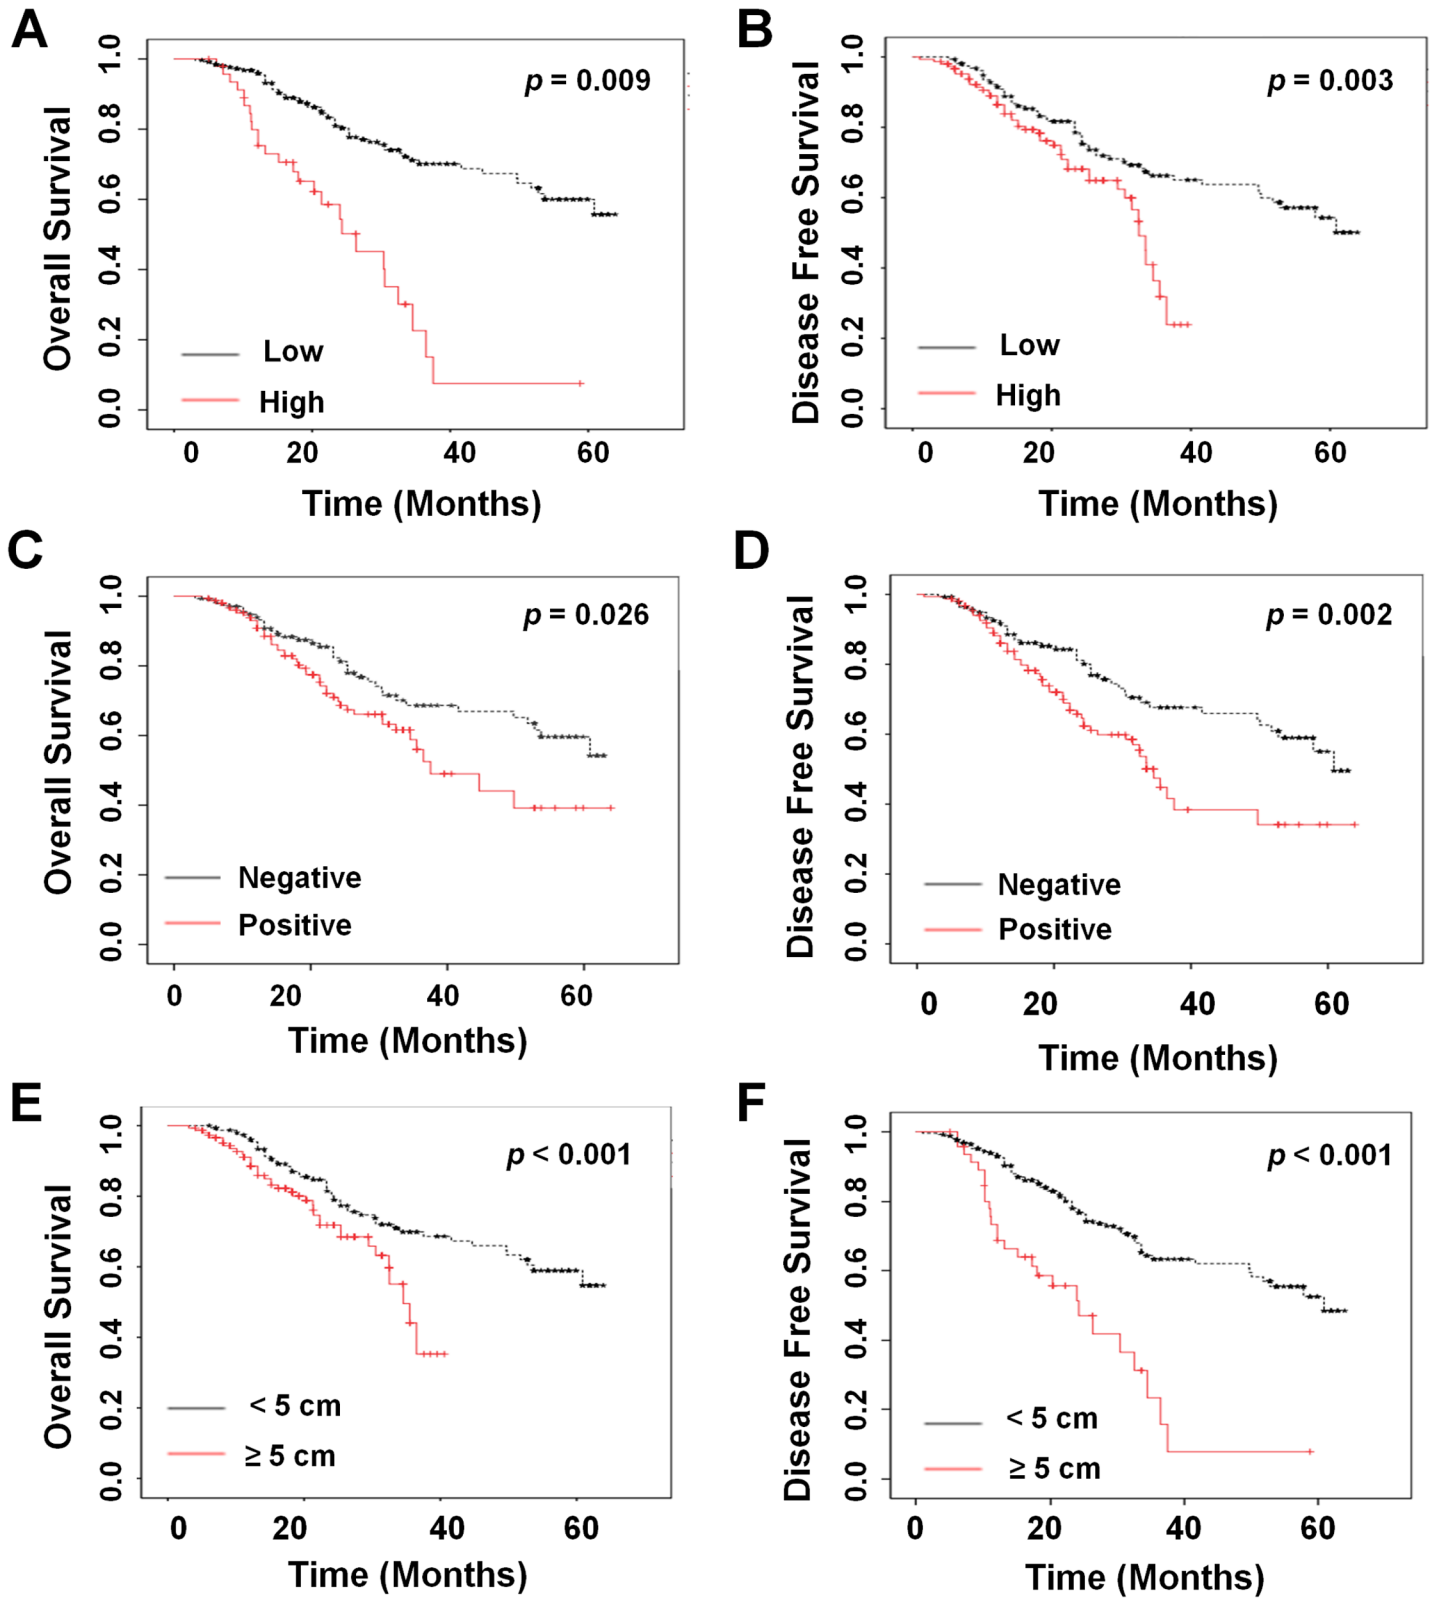 A
Overall Survival
1.0
0.8
0.6
0.4
0.2
0.0
p = 0.009
Low
High
0 20 40 60
Time (Months)
B
Disease Free Survival
1.0
0.8
0.6
0.4
0.2
0.0
p = 0.003
Low
High
0 20 40 60
Time (Months)
C
Overall Survival
1.0
0.8
0.6
0.4
0.2
0.0
p = 0.026
Negative
Positive
0 20 40 60
Time (Months)
D
Disease Free Survival
1.0
0.8
0.6
0.4
0.2
0.0
p = 0.002
Negative
Positive
0 20 40 60
Time (Months)
E
Overall Survival
1.0
0.8
0.6
0.4
0.2
0.0
p < 0.001
< 5 cm
≥ 5 cm
0 20 40 60
Time (Months)
F
Disease Free Survival
1.0
0.8
0.6
0.4
0.2
0.0
p < 0.001
< 5 cm
≥ 5 cm
0 20 40 60
Time (Months)